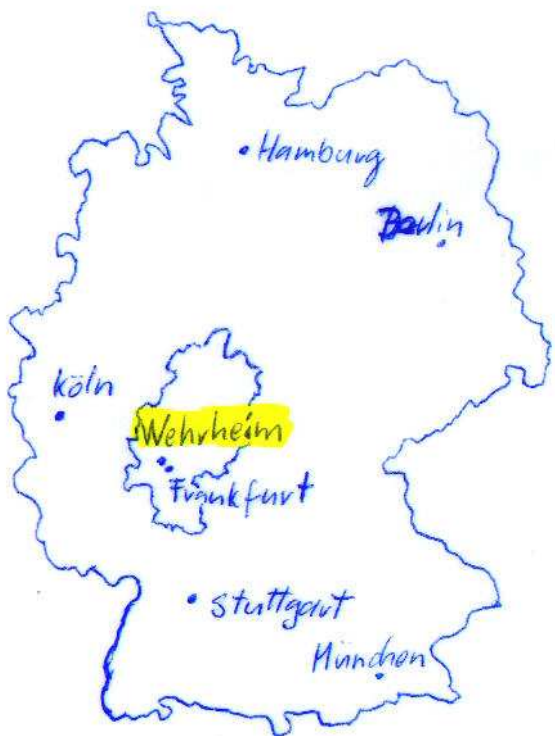 Hamburg
Berlin
Köln
Wehrheim
Frankfurt
Stuttgart
München